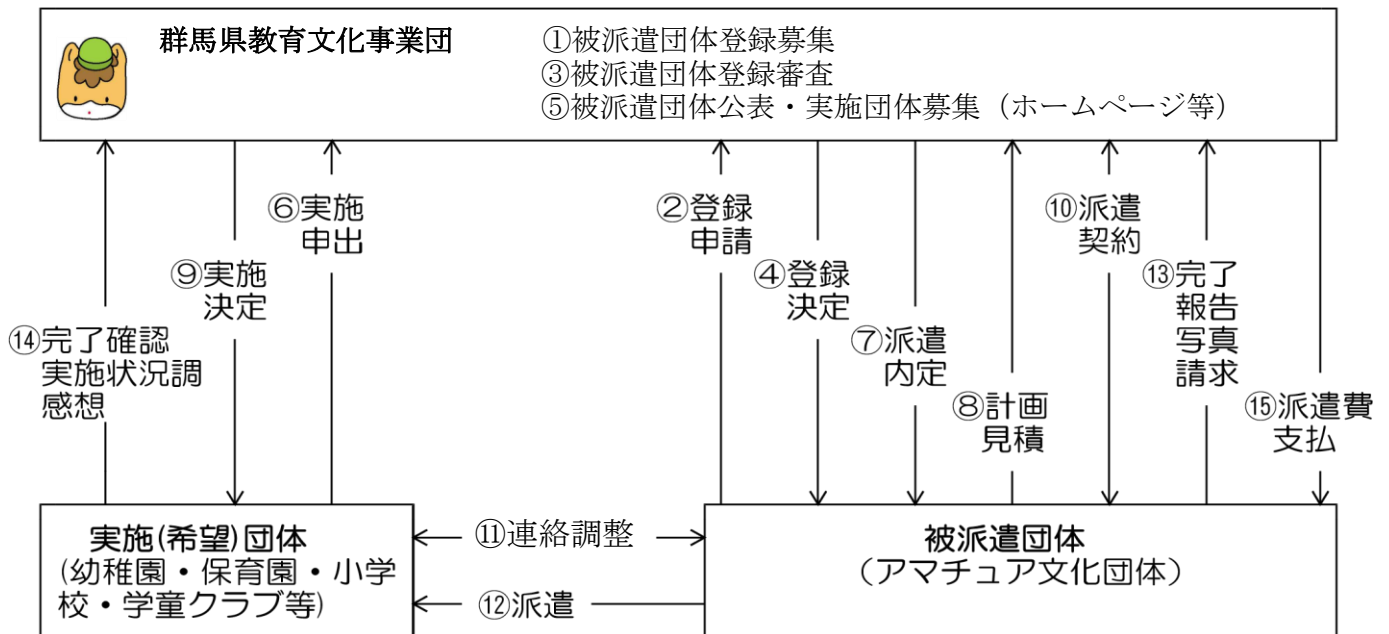 群馬県教育文化事業団
①被派遣団体登録募集
③被派遣団体登録審査
⑤被派遣団体公表・実施団体募集（ホームページ等）
⑥実施
申出
⑨実施
決定
⑭完了確認
実施状況調
感想
②登録
申請
④登録
決定
⑦派遣
内定
⑧計画
見積
⑩派遣
契約
⑬完了
報告
写真
請求
⑮派遣費
支払
実施(希望)団体
(幼稚園・保育園・小学
校・学童クラブ等)
⑪連絡調整
⑫派遣
被派遣団体
（アマチュア文化団体）